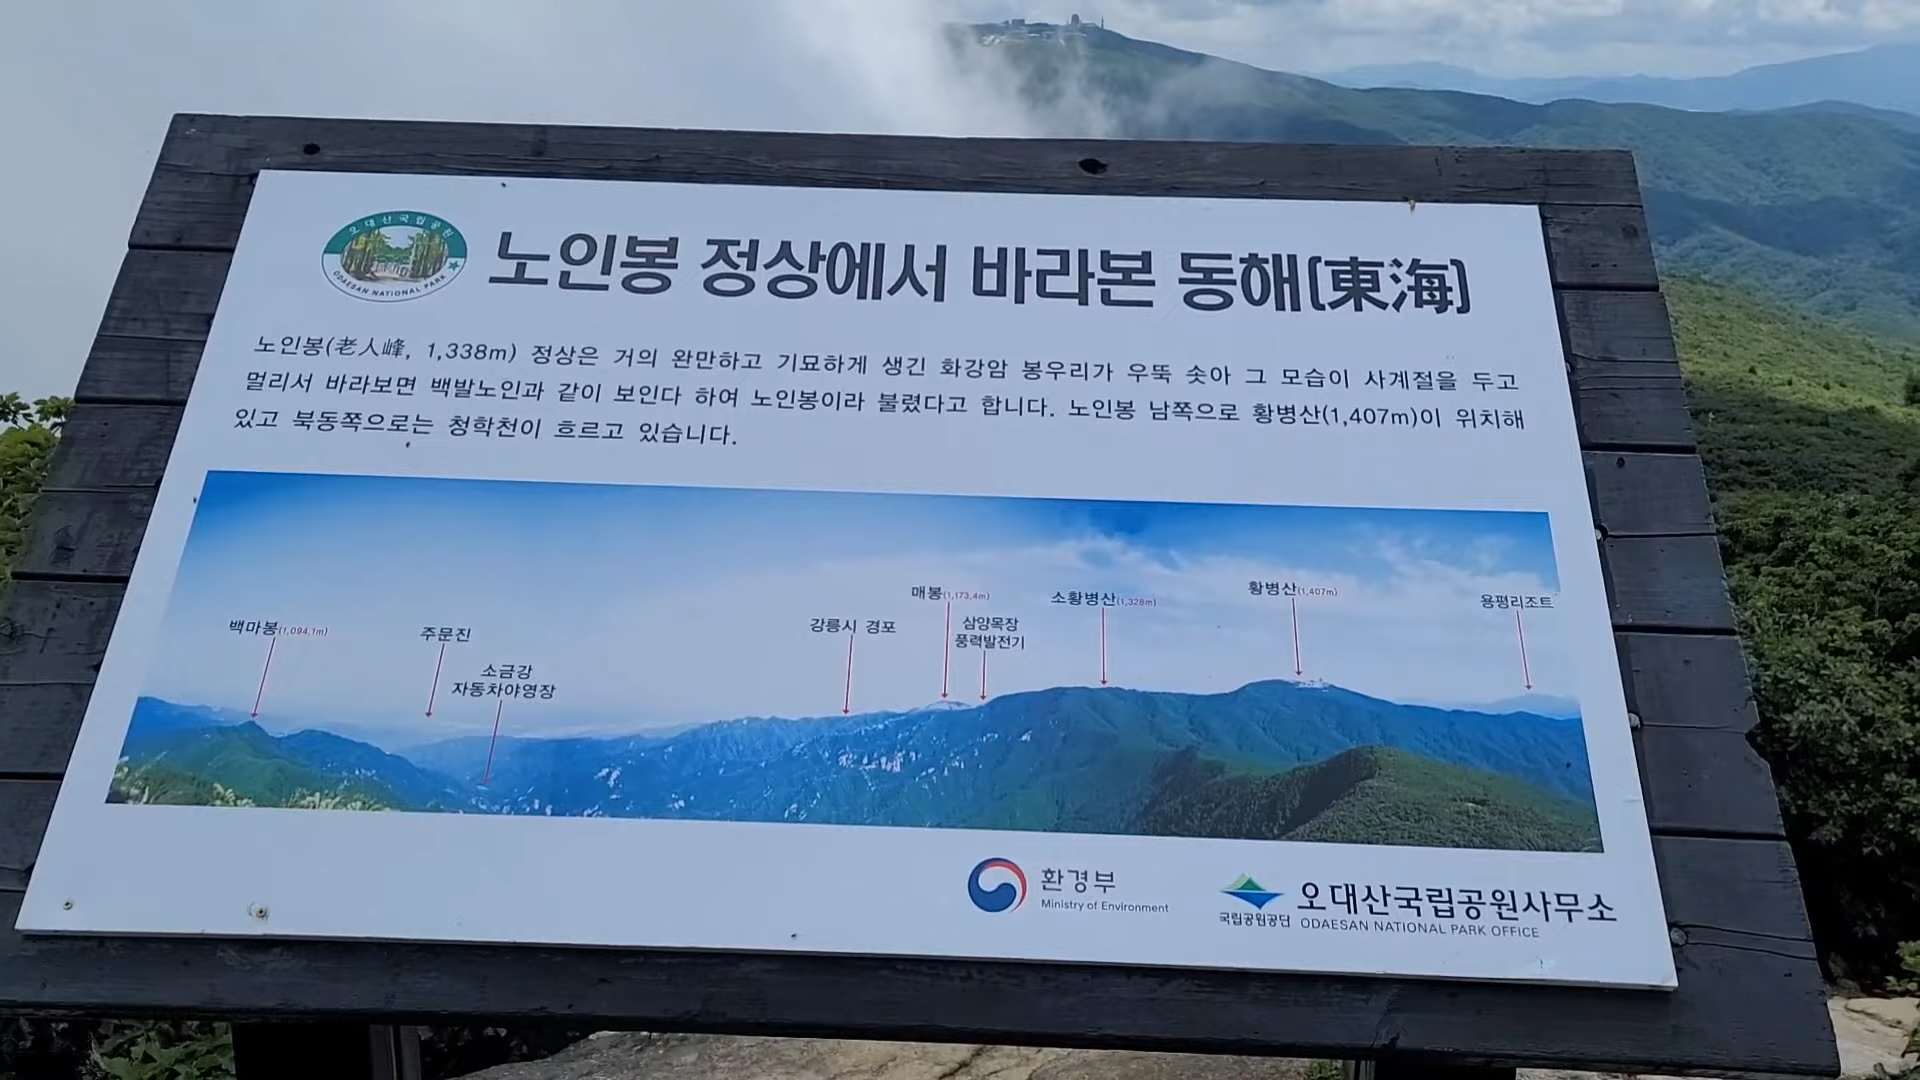 오대산국립공원
ODAESAN NATIONAL PARK
노인봉 정상에서 바라본 동해(東海)
노인봉(老人峰, 1,338m) 정상은 거의 완만하고 기묘하게 생긴 화강암 봉우리가 우뚝 솟아 그 모습이 사계절을 두고
멀리서 바라보면 백발노인과 같이 보인다 하여 노인봉이라 불렸다고 합니다. 노인봉 남쪽으로 황병산(1,407m)이 위치해
있고 북동쪽으로는 청학천이 흐르고 있습니다.
백마봉(1,094.1m)
주문진
소금강
자동차야영장
강릉시 경포
매봉(1,173.4m)
삼양목장
풍력발전기
소황병산(1,328m)
황병산(1,407m)
용평리조트
환경부
Ministry of Environment
국립공원공단
오대산국립공원사무소
ODAESAN NATIONAL PARK OFFICE